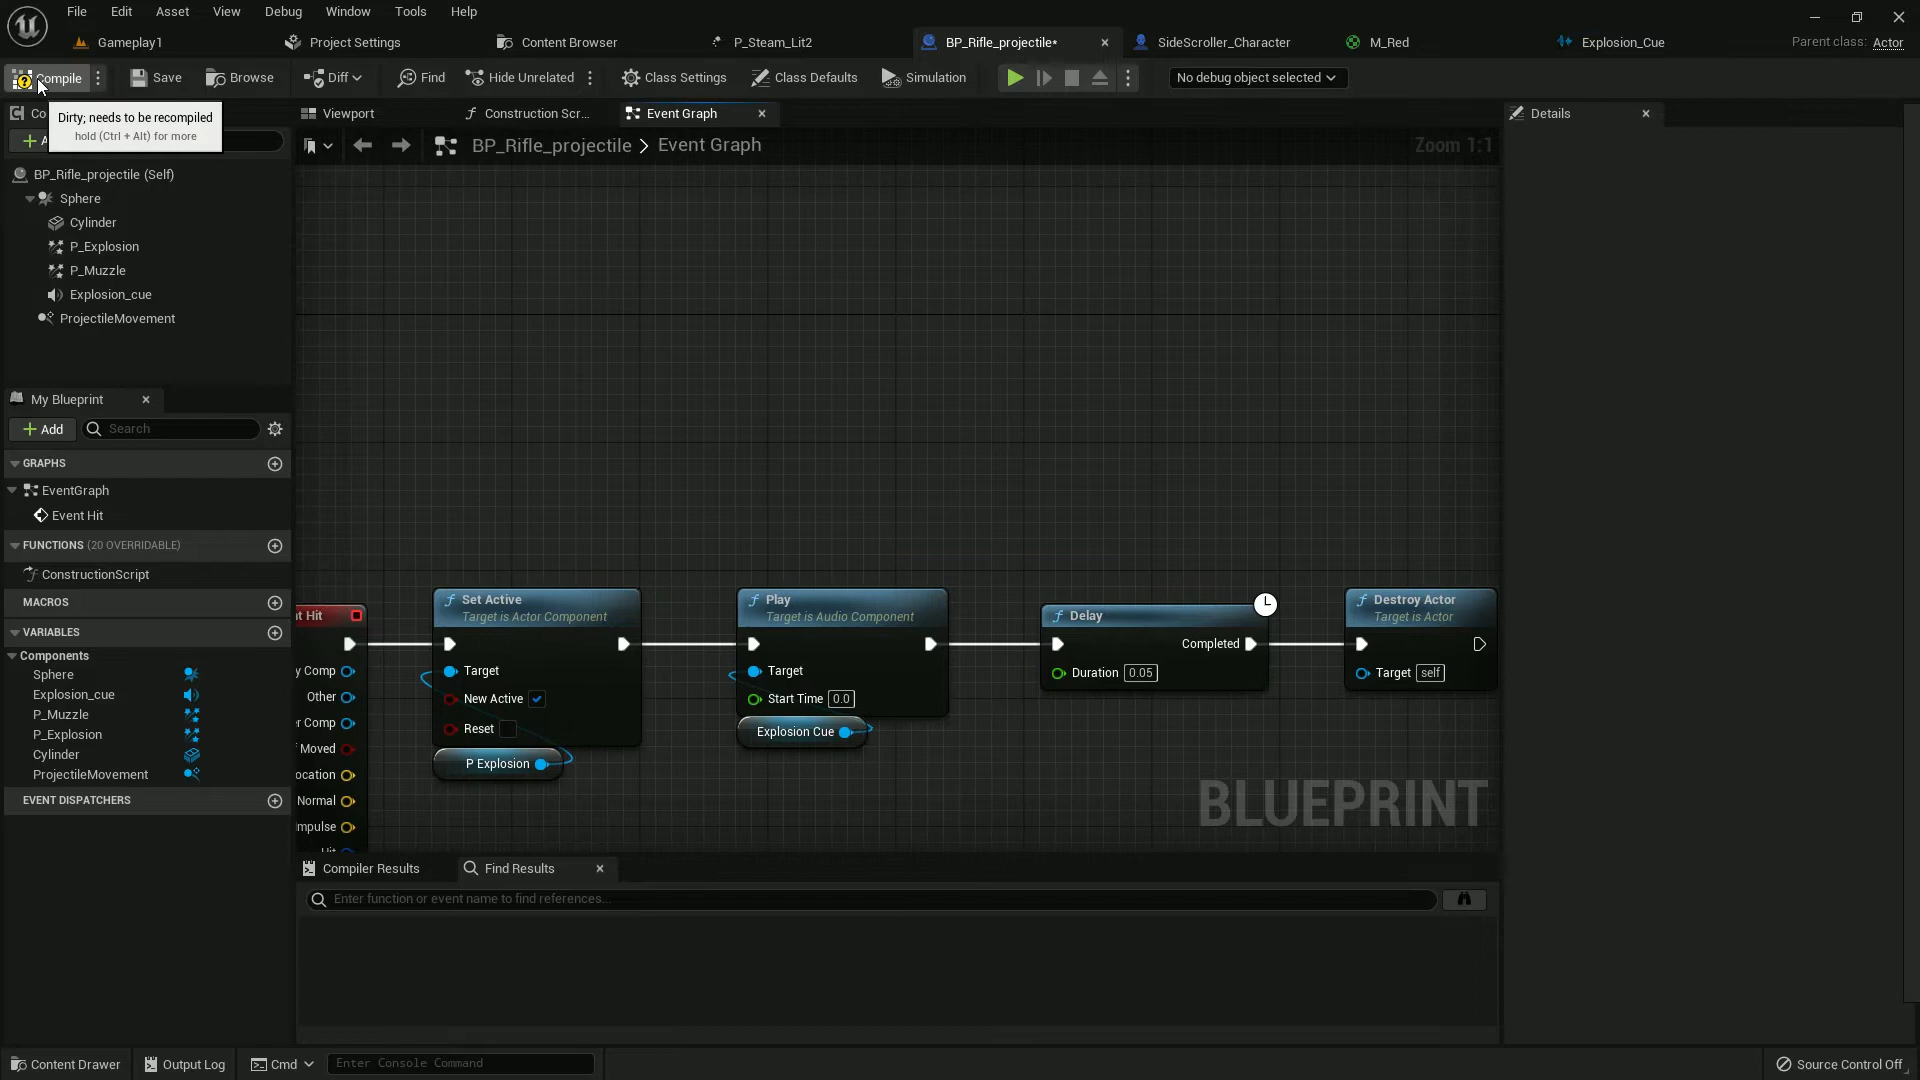 File Edit Asset View Debug Window Tools Help
Gameplay1 Project Settings Content Browser P_Steam_Lit2 BP_Rifle_projectile* SideScroller_Character M_Red Explosion_Cue Parent class: Actor
Compile Save Browse Diff Find Hide Unrelated Class Settings Class Defaults Simulation No debug object selected
Co
Dirty; needs to be recompiled
hold (Ctrl + Alt) for more
Viewport Construction Scr... Event Graph Details
BP_Rifle_projectile > Event Graph Zoom 1:1
BP_Rifle_projectile (Self)
Sphere
Cylinder
P_Explosion
P_Muzzle
Explosion_cue
ProjectileMovement
My Blueprint
Add Search
GRAPHS
EventGraph
Event Hit
FUNCTIONS (20 OVERRIDABLE)
ConstructionScript
MACROS
VARIABLES
Components
Sphere
Explosion_cue
P_Muzzle
P_Explosion
Cylinder
ProjectileMovement
EVENT DISPATCHERS
nt Hit
y Comp
Other
er Comp
f Moved
ocation
Normal
mpulse
Hit
Set Active
Target is Actor Component
Target
New Active
Reset
P Explosion
Play
Target is Audio Component
Target
Start Time 0.0
Explosion Cue
Delay
Completed
Duration 0.05
Destroy Actor
Target is Actor
Target self
BLUEPRINT
Compiler Results Find Results
Enter function or event name to find references...
Content Drawer Output Log Cmd Enter Console Command Source Control Off